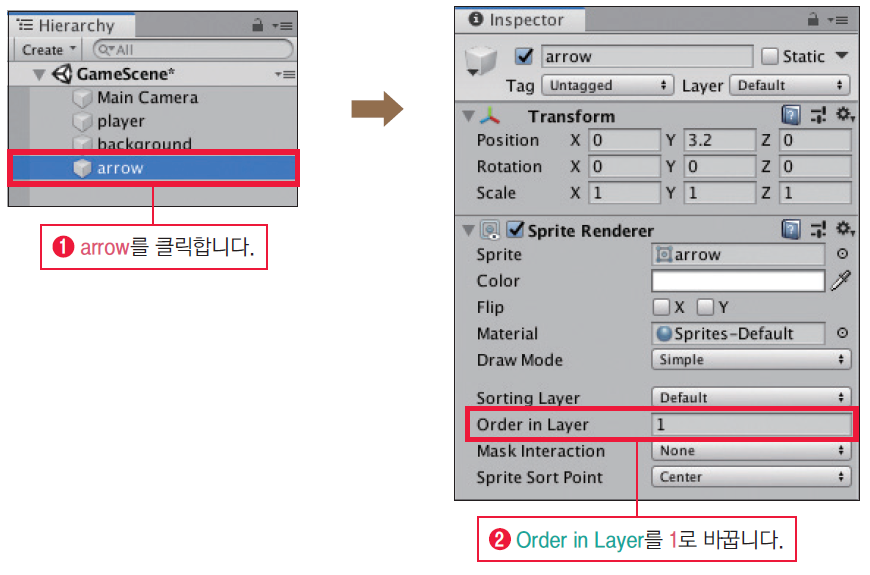 Hierarchy
Create
All
GameScene*
Main Camera
player
background
arrow
❶ arrow를 클릭합니다.
Inspector
arrow Static
Tag Untagged Layer Default
Transform
Position X 0 Y 3.2 Z 0
Rotation X 0 Y 0 Z 0
Scale X 1 Y 1 Z 1
Sprite Renderer
Sprite arrow
Color
Flip X Y
Material Sprites-Default
Draw Mode Simple
Sorting Layer Default
Order in Layer 1
Mask Interaction None
Sprite Sort Point Center
❷ Order in Layer를 1로 바꿉니다.